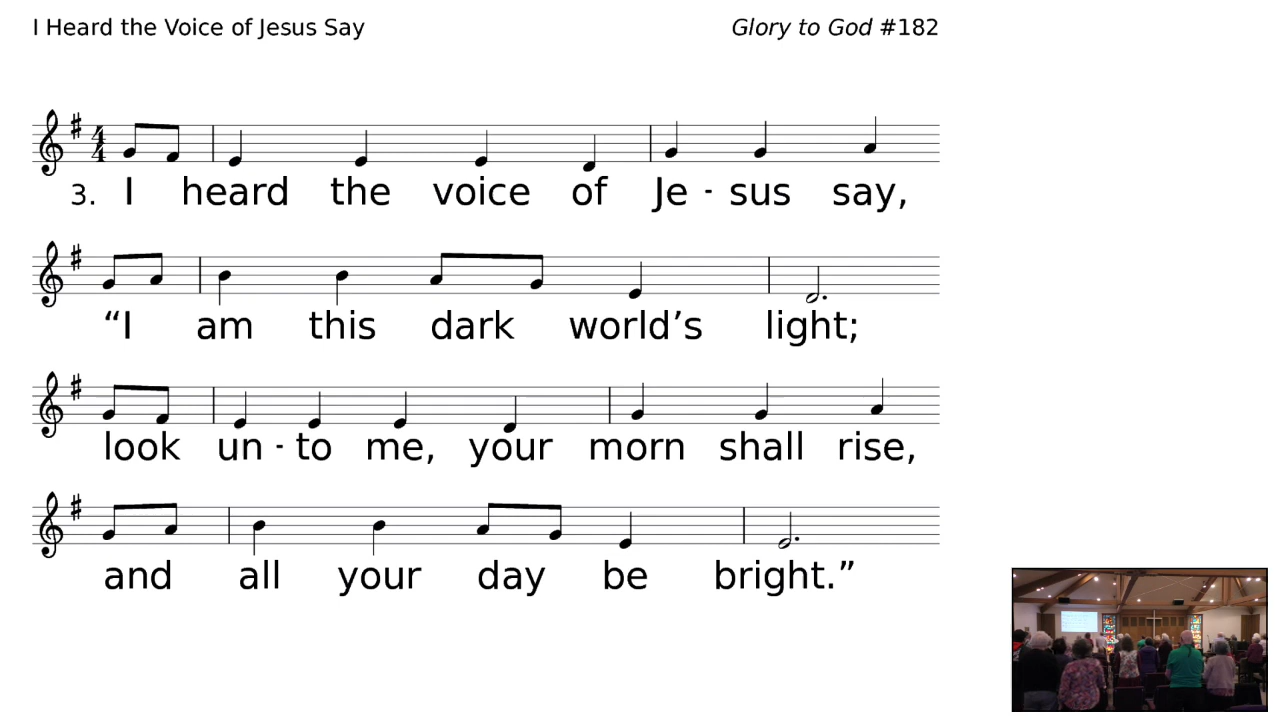 I Heard the Voice of Jesus Say
Glory to God #182
3. I heard the voice of Je - sus say,
“I am this dark world’s light;
look un - to me, your morn shall rise,
and all your day be bright.”